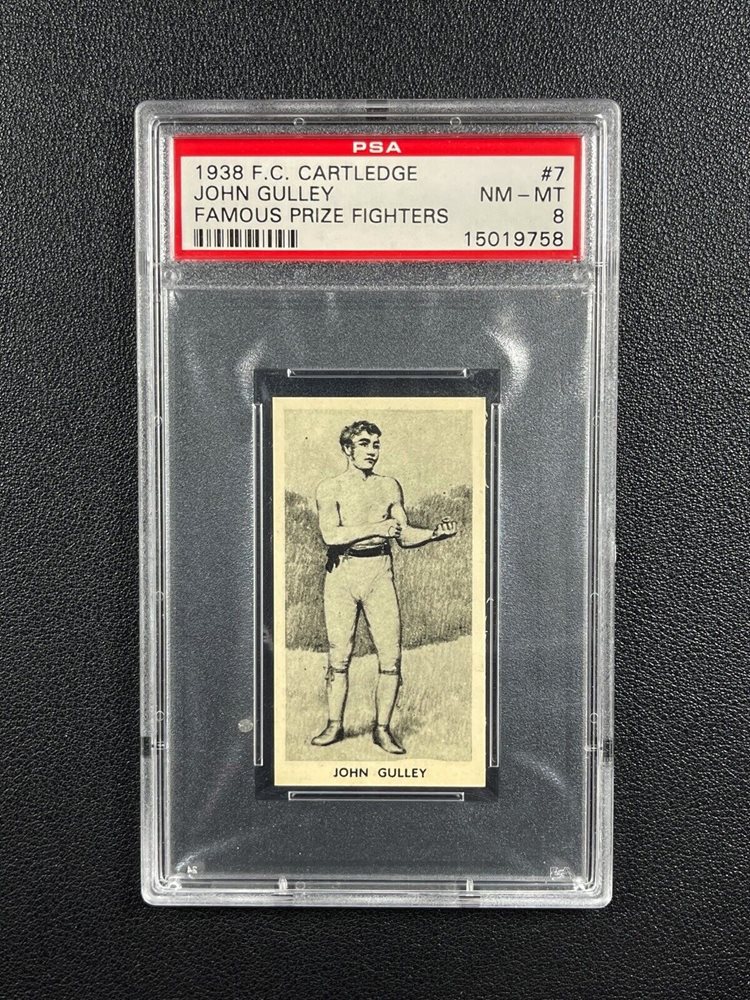 PSA
1938 F.C. CARTLEDGE #7
JOHN GULLEY NM - MT
FAMOUS PRIZE FIGHTERS 8
15019758
JOHN GULLEY